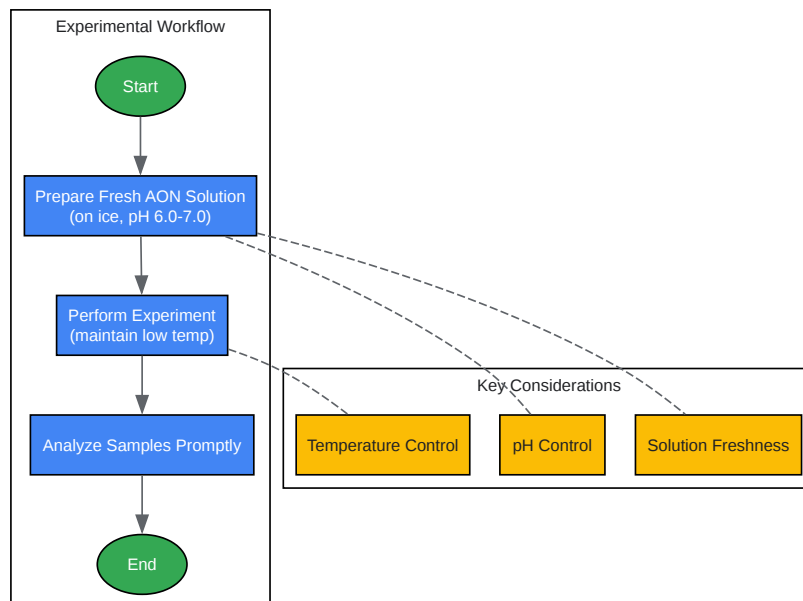 Experimental Workflow
Start
Prepare Fresh AON Solution
(on ice, pH 6.0-7.0)
Perform Experiment
(maintain low temp)
Key Considerations
Temperature Control
pH Control
Solution Freshness
Analyze Samples Promptly
End